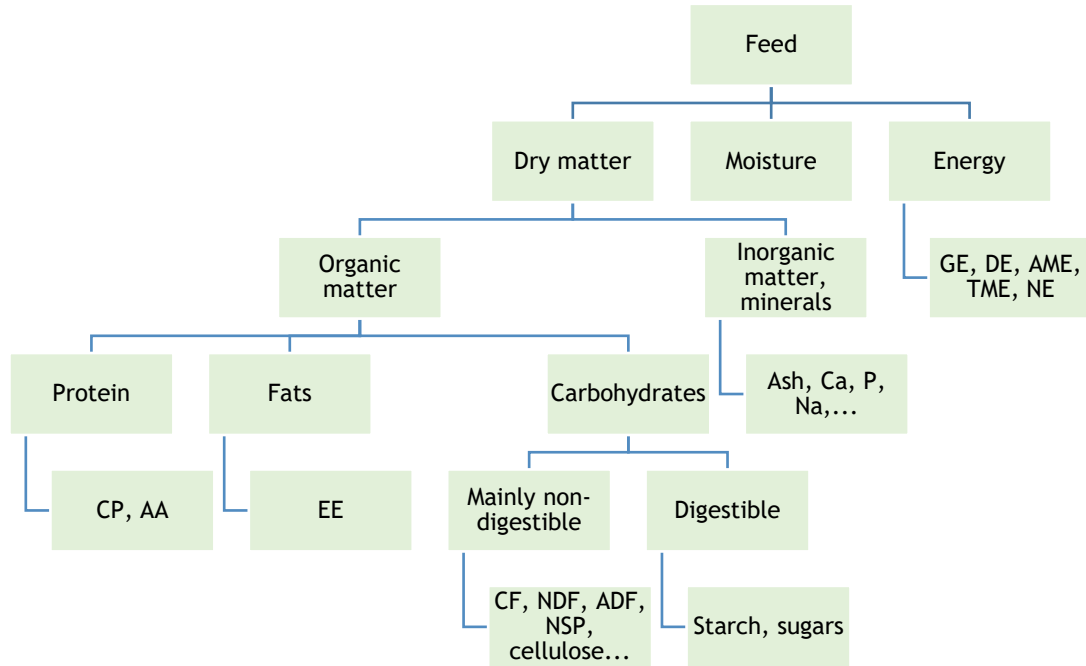 Feed
Dry matter
Moisture
Energy
Organic
matter
Inorganic
matter,
minerals
GE, DE, AME,
TME, NE
Protein
Fats
Carbohydrates
Ash, Ca, P,
Na,...
CP, AA
EE
Mainly non-
digestible
Digestible
CF, NDF, ADF,
NSP,
cellulose...
Starch, sugars